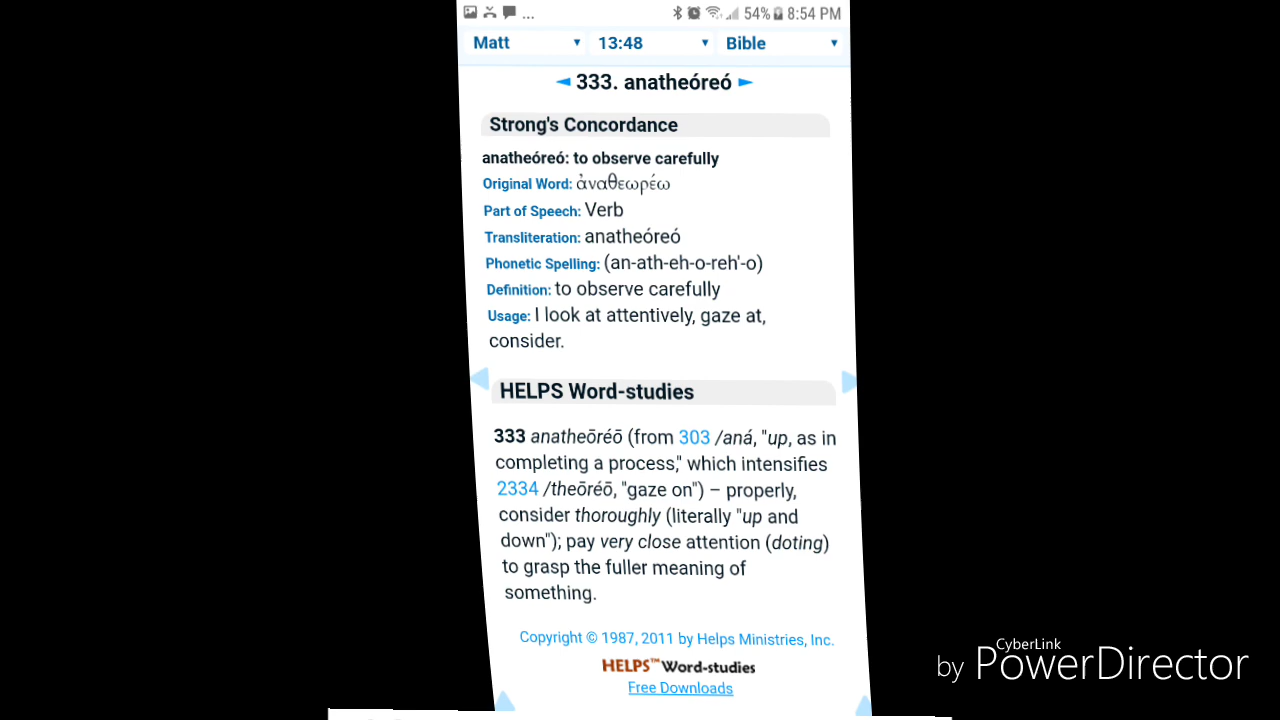 ... 54% 8:54 PM
Matt ▼ 13:48 ▼ Bible ▼
◄ 333. anatheóreó ►
Strong's Concordance
anatheóreó: to observe carefully
Original Word: ἀναθεωρέω
Part of Speech: Verb
Transliteration: anatheóreó
Phonetic Spelling: (an-ath-eh-o-reh'-o)
Definition: to observe carefully
Usage: I look at attentively, gaze at,
consider.
HELPS Word-studies
333 anatheōréō (from 303 /aná, "up, as in
completing a process," which intensifies
2334 /theōréō, "gaze on") – properly,
consider thoroughly (literally "up and
down"); pay very close attention (doting)
to grasp the fuller meaning of
something.
Copyright © 1987, 2011 by Helps Ministries, Inc.
HELPS™ Word-studies
Free Downloads
CyberLink
by PowerDirector